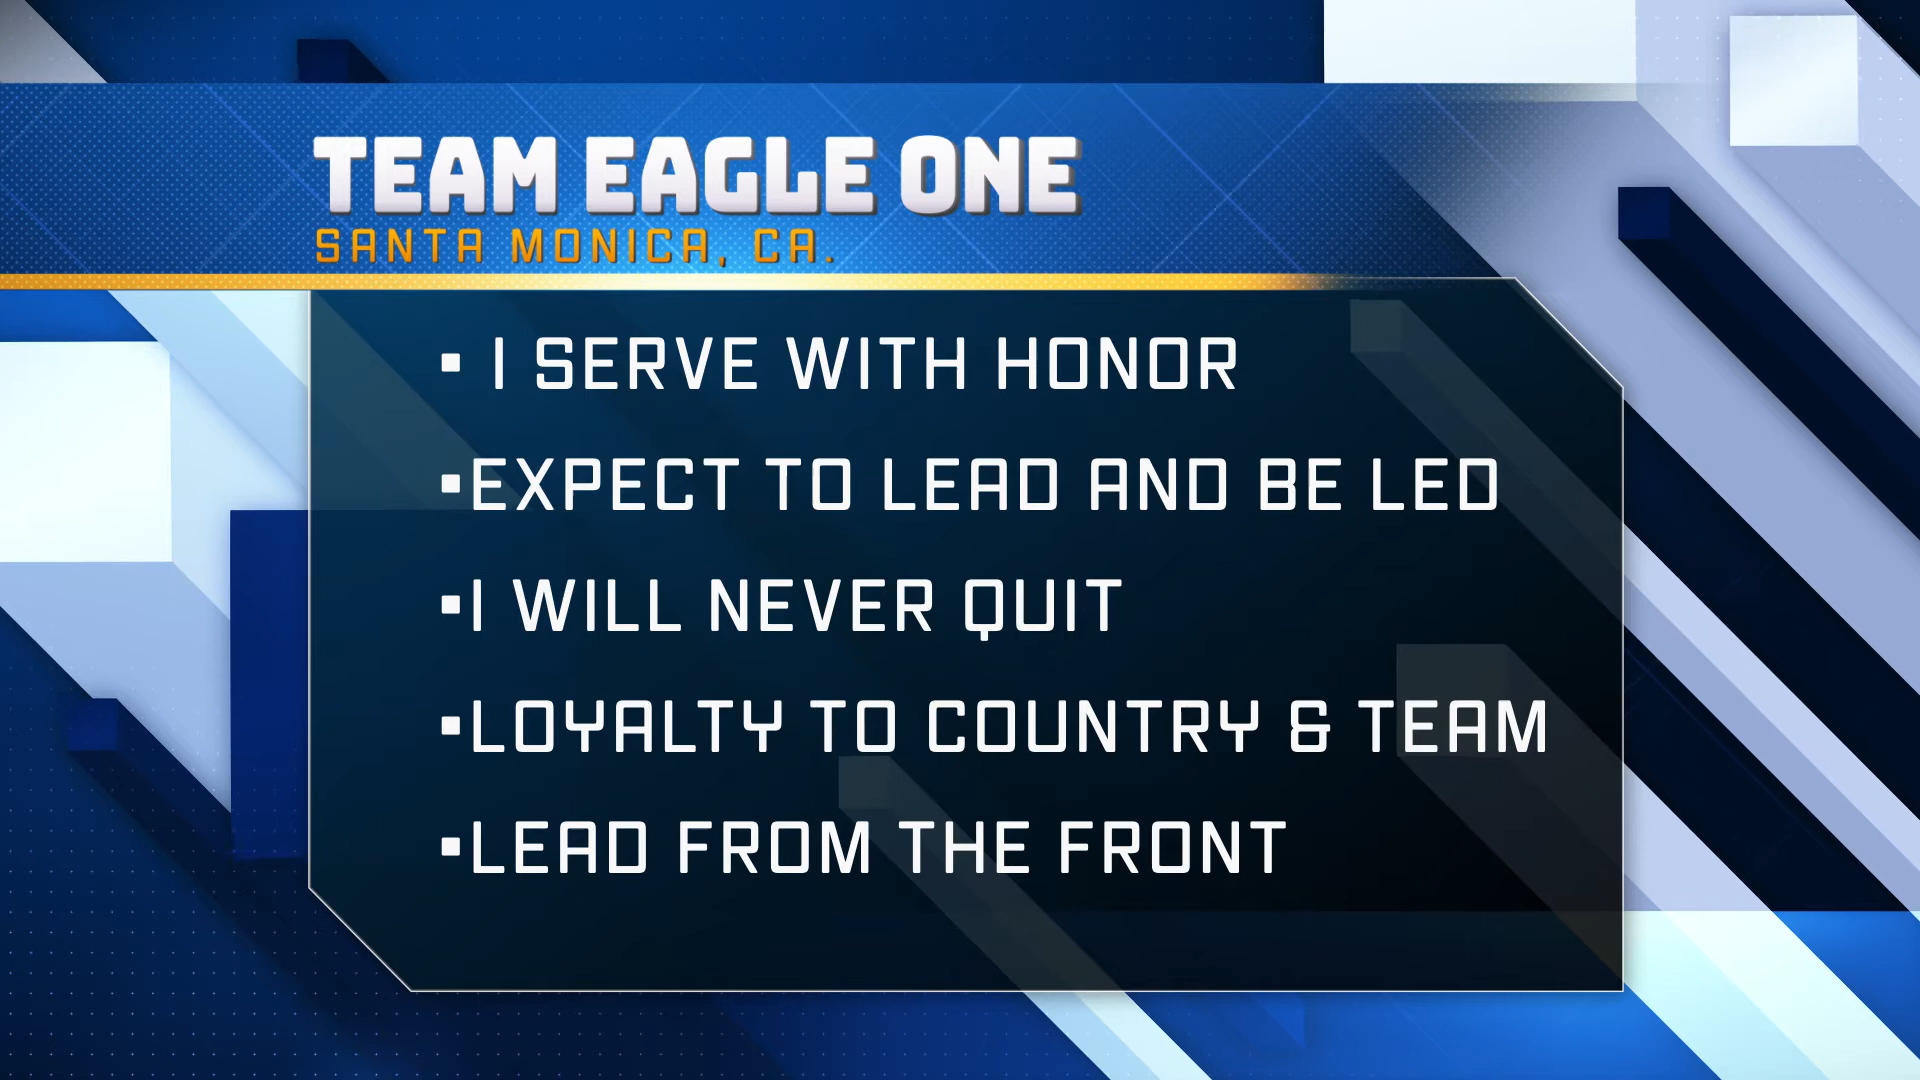 TEAM EAGLE ONE
SANTA MONICA, CA.
▪ I SERVE WITH HONOR
▪EXPECT TO LEAD AND BE LED
▪I WILL NEVER QUIT
▪LOYALTY TO COUNTRY & TEAM
▪LEAD FROM THE FRONT